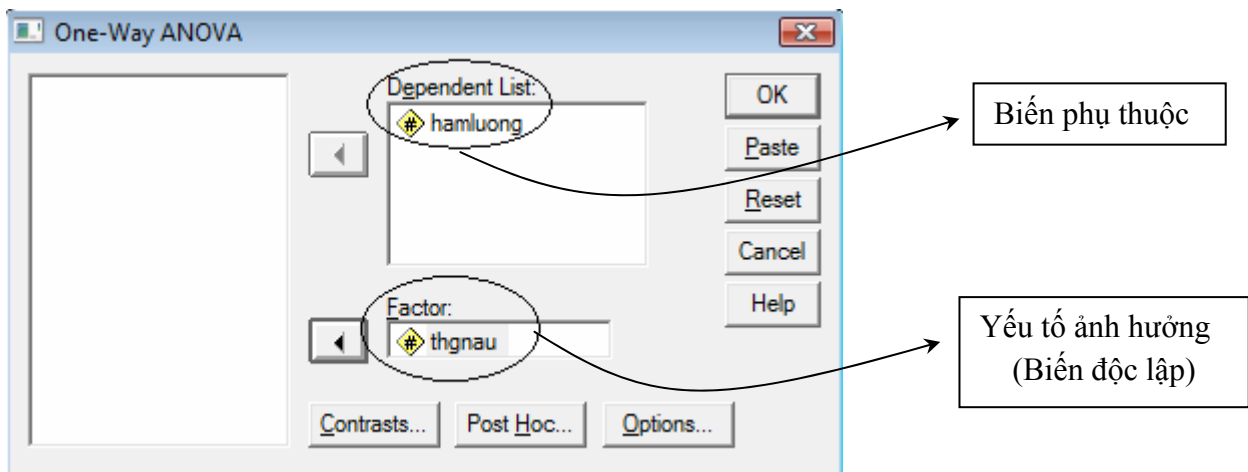 One-Way ANOVA
Dependent List:
hamluong
OK
Paste
Reset
Cancel
Help
Factor:
thgnau
Contrasts...
Post Hoc...
Options...
Biến phụ thuộc
Yếu tố ảnh hưởng
(Biến độc lập)